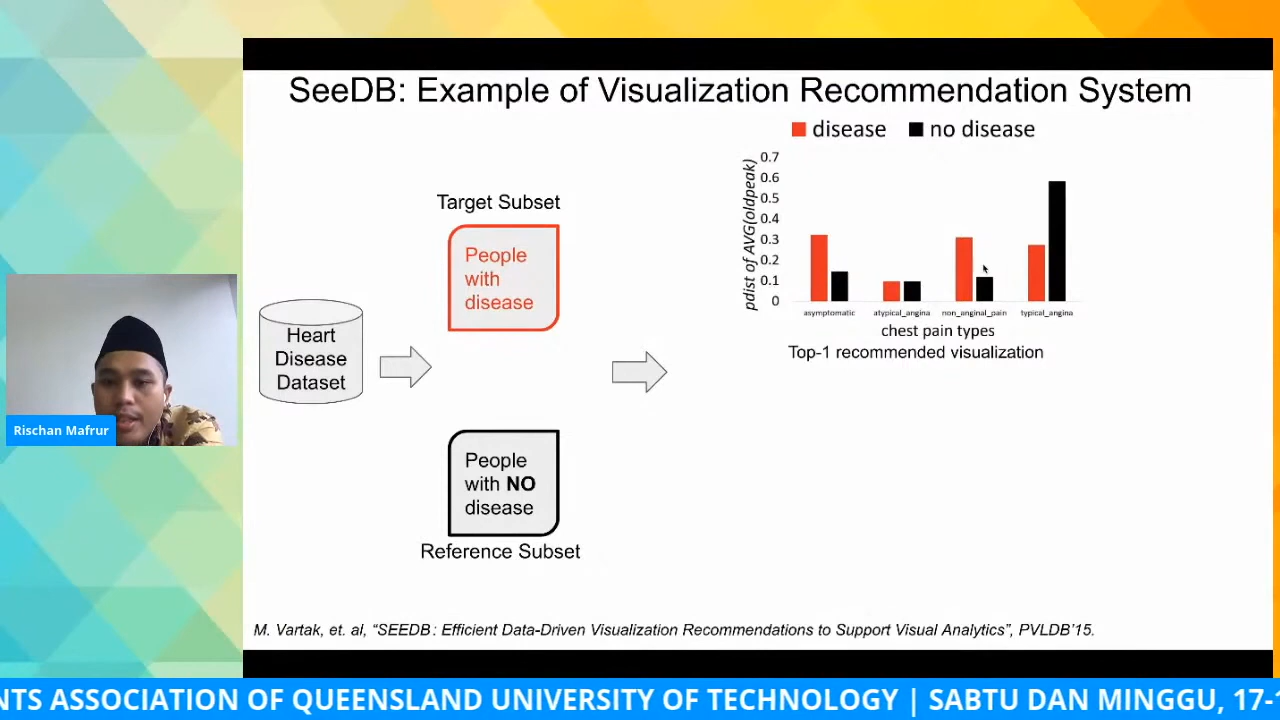 SeeDB: Example of Visualization Recommendation System
disease
no disease
Target Subset
People
with
disease
Heart
Disease
Dataset
People
with NO
disease
Reference Subset
pdist of AVG(oldpeak)
0.7
0.6
0.5
0.4
0.3
0.2
0.1
0
asymptomatic
atypical_angina
non_anginal_pain
typical_angina
chest pain types
Top-1 recommended visualization
Rischan Mafrur
M. Vartak, et. al, “SEEDB: Efficient Data-Driven Visualization Recommendations to Support Visual Analytics”, PVLDB’15.
NTS ASSOCIATION OF QUEENSLAND UNIVERSITY OF TECHNOLOGY | SABTU DAN MINGGU, 17-